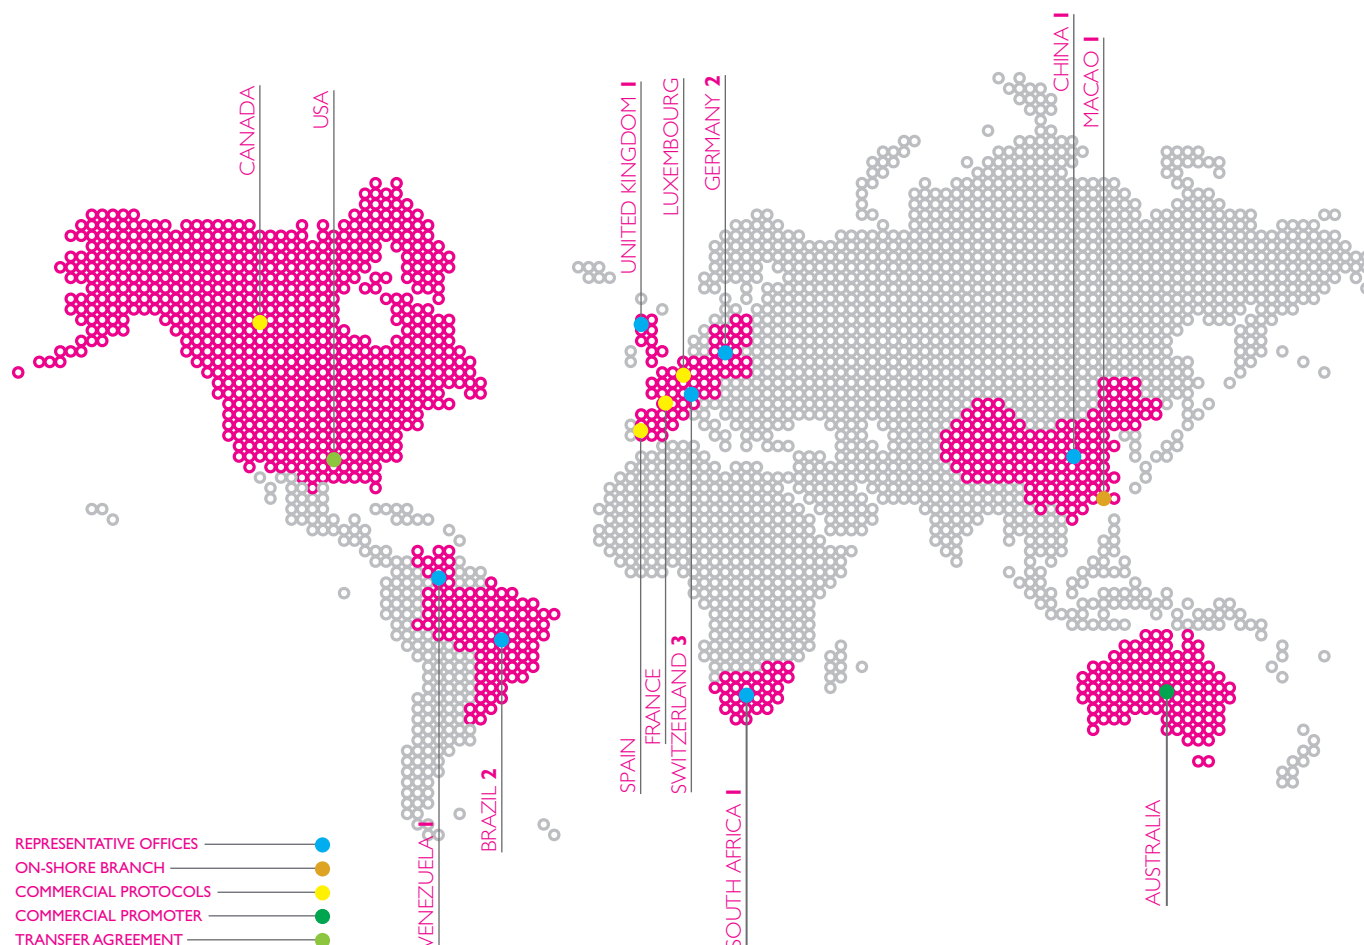 CANADA
USA
UNITED KINGDOM 1
LUXEMBOURG
GERMANY 2
CHINA 1
MACAO 1
SPAIN
FRANCE
SWITZERLAND 3
VENEZUELA 1
BRAZIL 2
SOUTH AFRICA 1
AUSTRALIA
REPRESENTATIVE OFFICES
ON-SHORE BRANCH
COMMERCIAL PROTOCOLS
COMMERCIAL PROMOTER
TRANSFER AGREEMENT